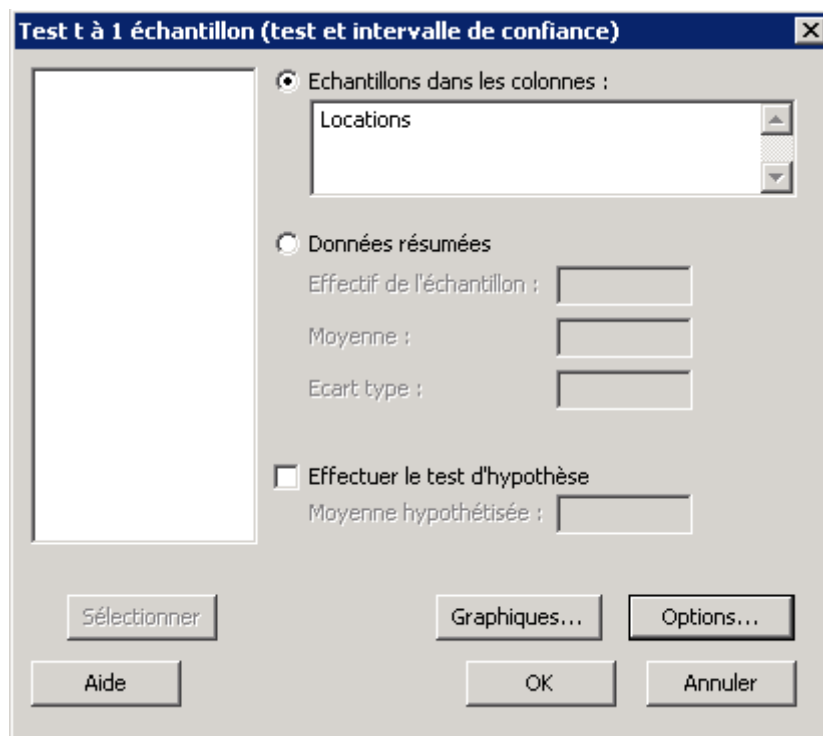 Test t à 1 échantillon (test et intervalle de confiance)
Echantillons dans les colonnes :
Locations
Données résumées
Effectif de l'échantillon :
Moyenne :
Ecart type :
Effectuer le test d'hypothèse
Moyenne hypothétisée :
Sélectionner
Graphiques...
Options...
Aide
OK
Annuler